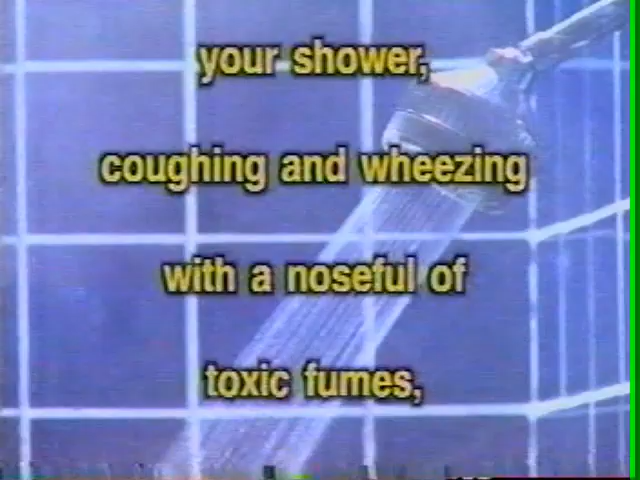 your shower,
coughing and wheezing
with a noseful of
toxic fumes,